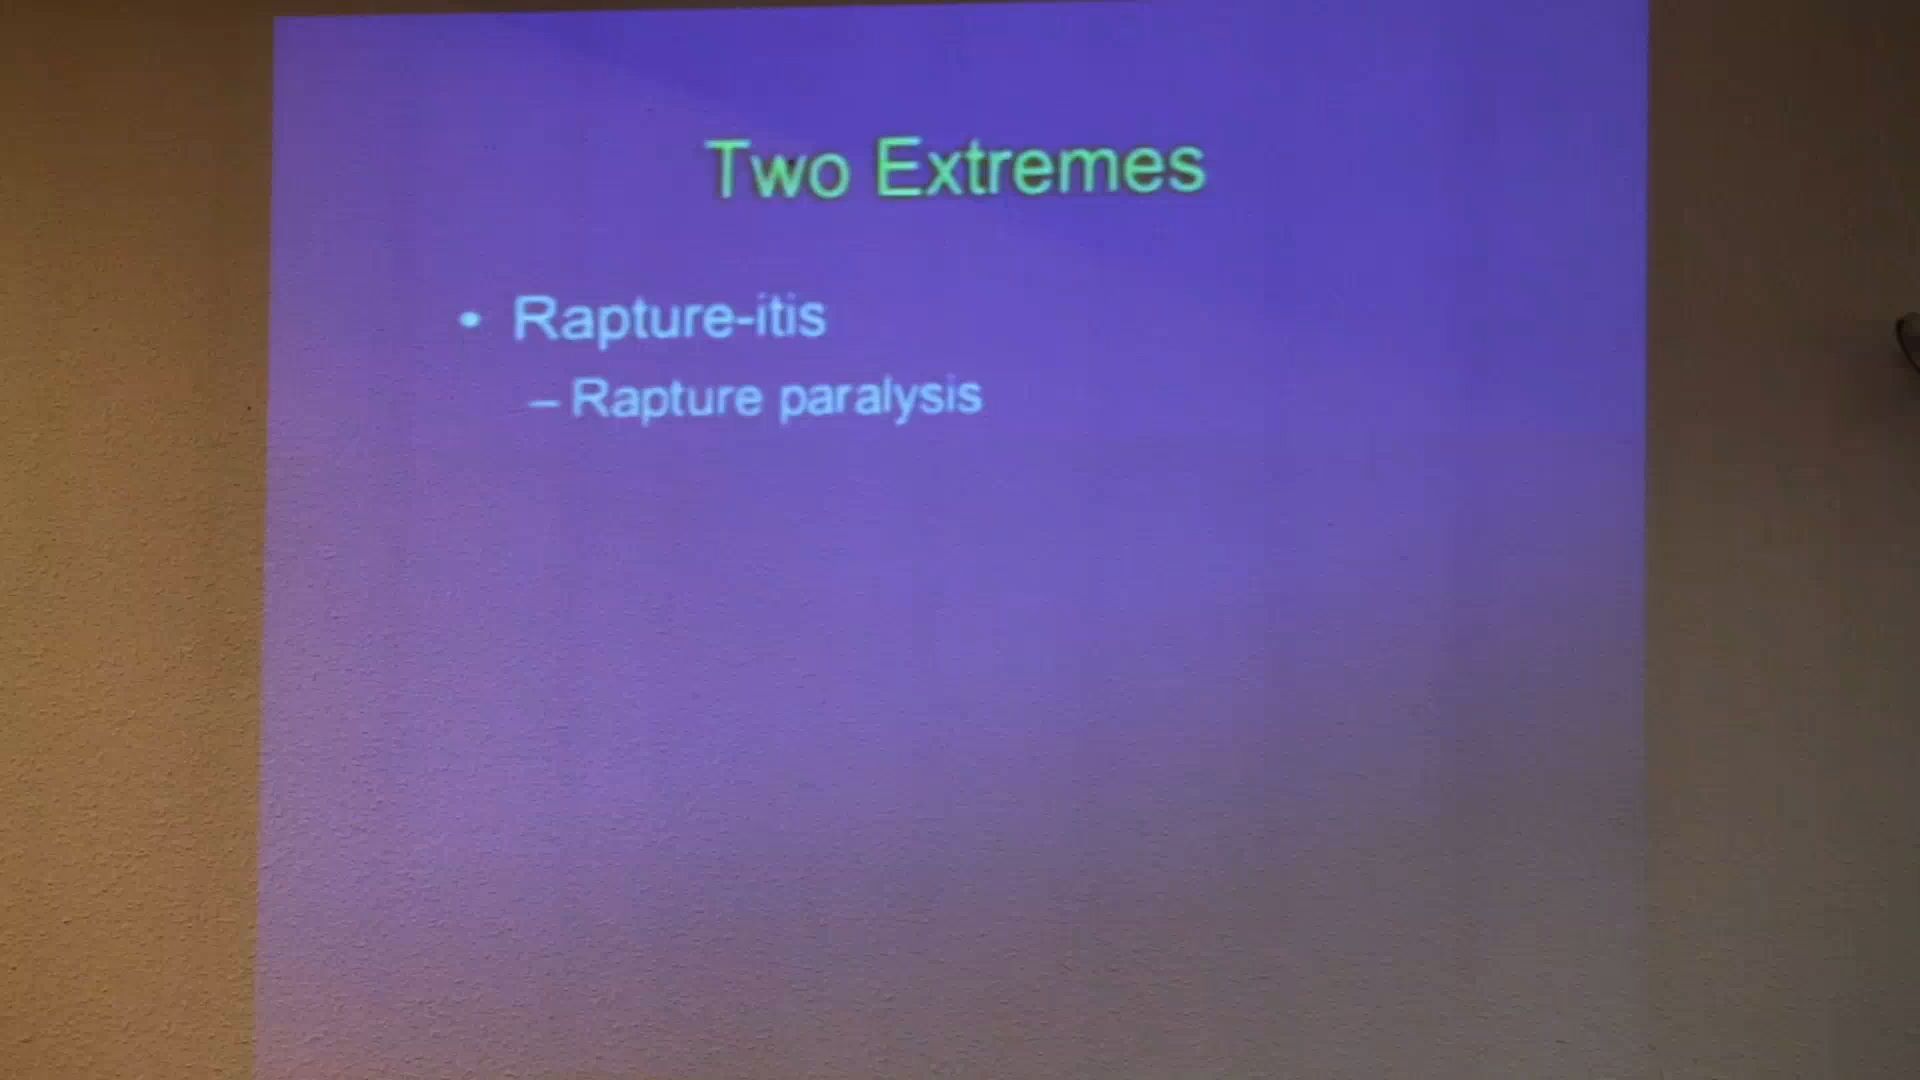 Two Extremes
• Rapture-itis
– Rapture paralysis